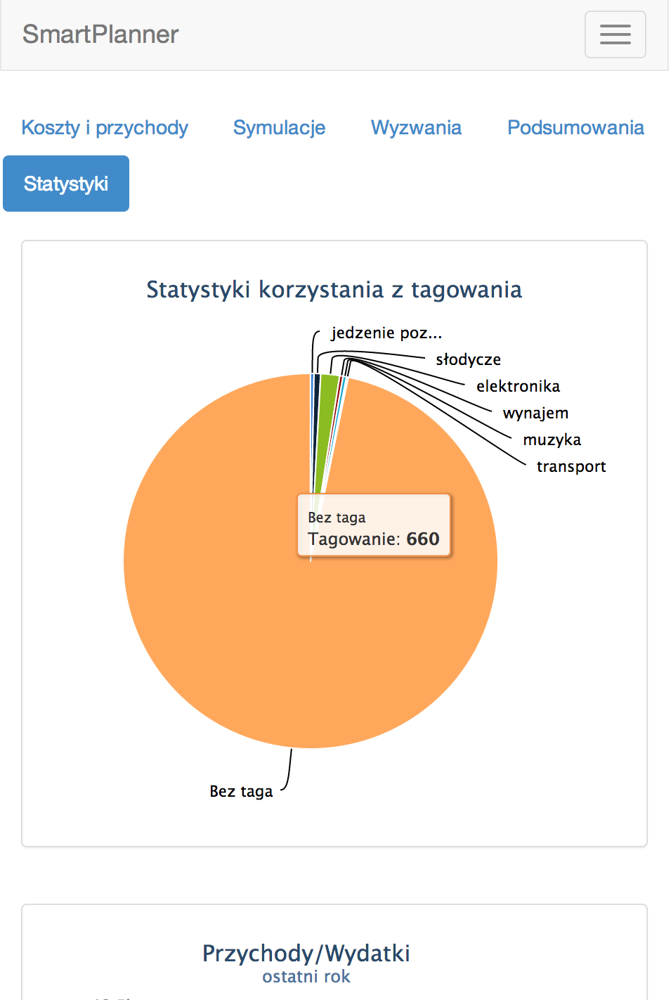 SmartPlanner
Koszty i przychody Symulacje Wyzwania Podsumowania
Statystyki
Statystyki korzystania z tagowania
jedzenie poz...
słodycze
elektronika
wynajem
muzyka
transport
Bez taga
Tagowanie: 660
Bez taga
Przychody/Wydatki
ostatni rok